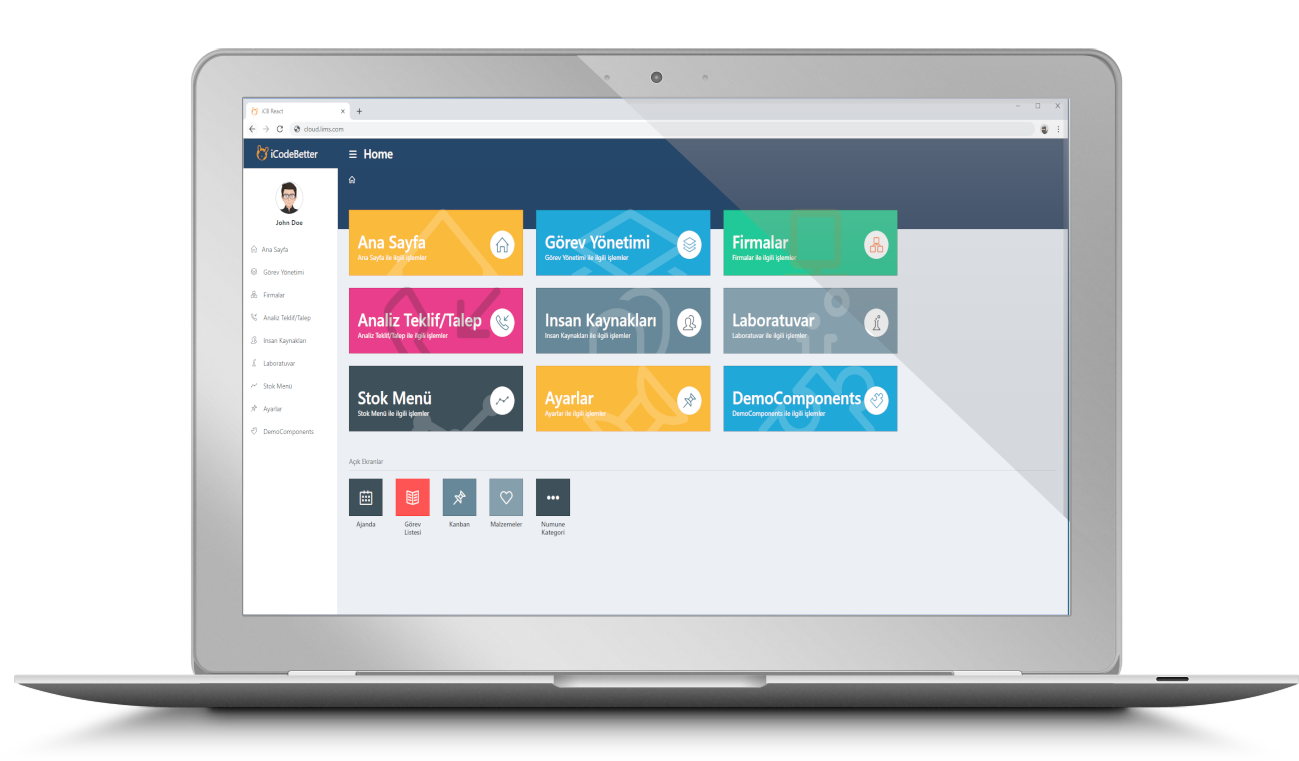 iCB React
cloud.lims.com
iCodeBetter
Home
John Doe
Ana Sayfa
Görev Yönetimi
Firmalar
Analiz Teklif/Talep
Insan Kaynakları
Laboratuvar
Stok Menü
Ayarlar
DemoComponents
Ana Sayfa
Ana Sayfa ile ilgili işlemler
Görev Yönetimi
Görev Yönetimi ile ilgili işlemler
Firmalar
Firmalar ile ilgili işlemler
Analiz Teklif/Talep
Analiz Teklif/Talep ile ilgili işlemler
Insan Kaynakları
Insan Kaynakları ile ilgili işlemler
Laboratuvar
Laboratuvar ile ilgili işlemler
Stok Menü
Stok Menü ile ilgili işlemler
Ayarlar
Ayarlar ile ilgili işlemler
DemoComponents
DemoComponents ile ilgili işlemler
Açık Ekranlar
Ajanda
Görev
Listesi
Kanban
Malzemeler
Numune
Kategori